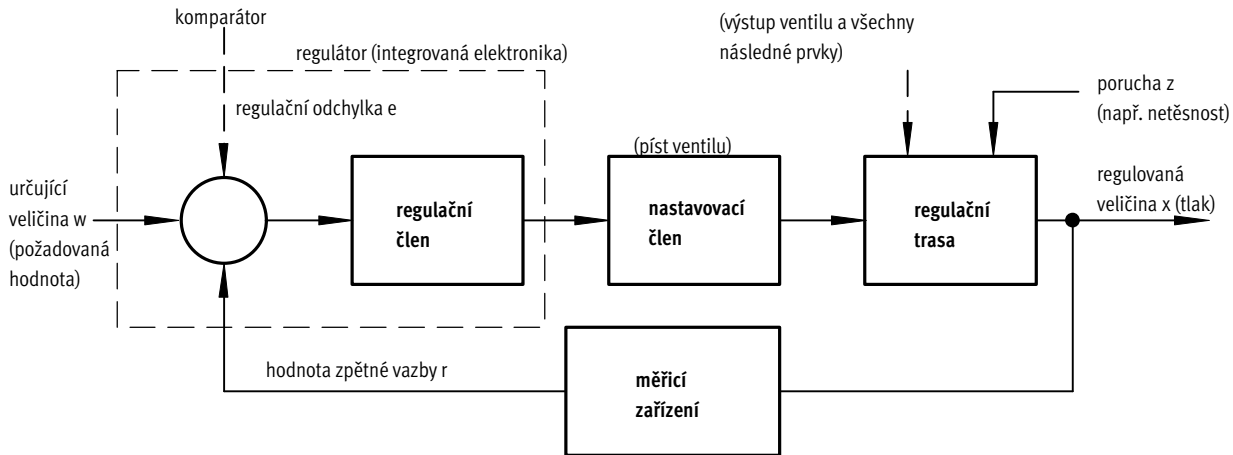 komparátor
regulátor (integrovaná elektronika)
(výstup ventilu a všechny
následné prvky)
porucha z
(např. netěsnost)
regulační odchylka e
(píst ventilu)
určující
veličina w
(požadovaná
hodnota)
regulační
člen
nastavovací
člen
regulační
trasa
regulovaná
veličina x (tlak)
hodnota zpětné vazby r
měřicí
zařízení